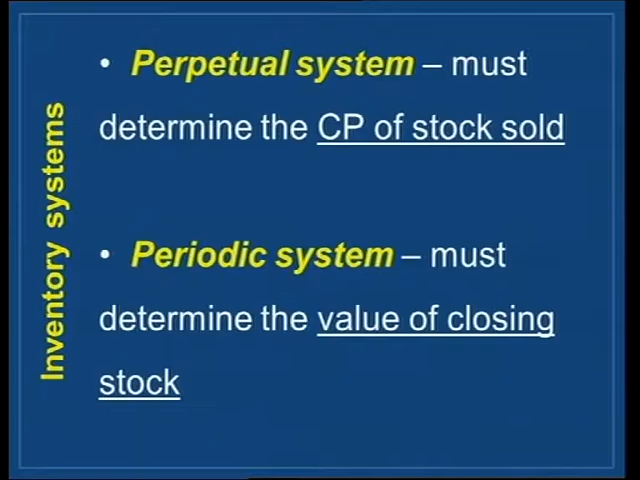 Inventory systems
• Perpetual system – must
determine the CP of stock sold
• Periodic system – must
determine the value of closing
stock